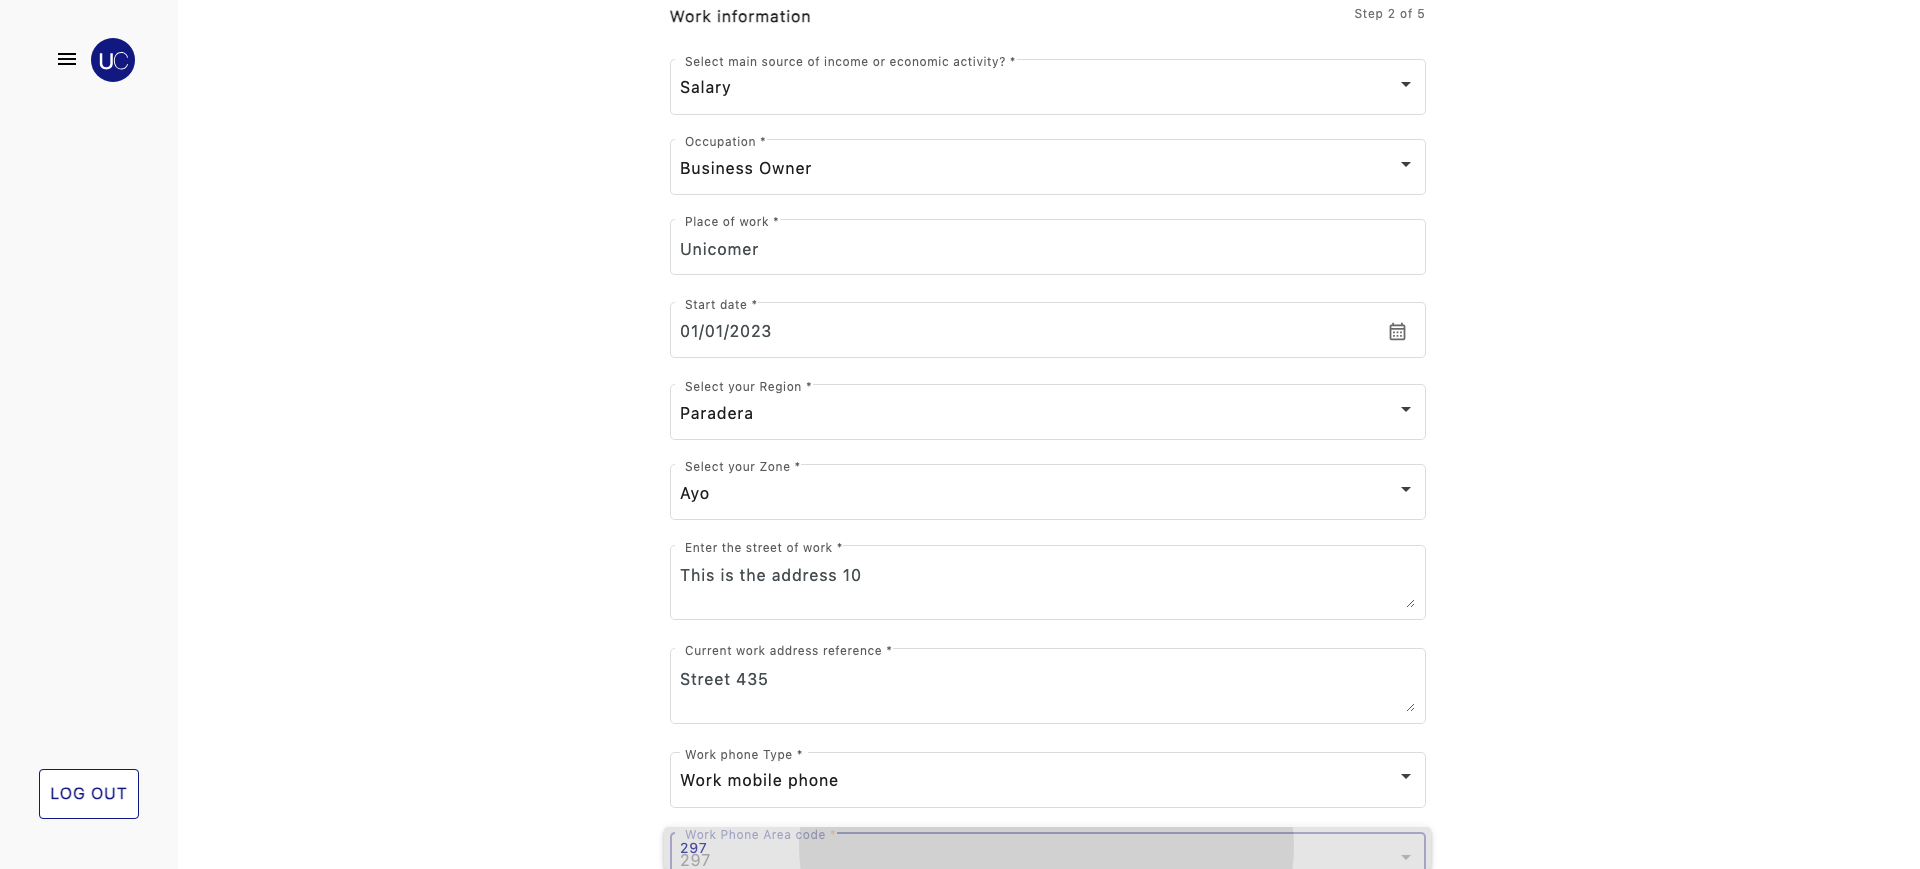 UC
Work information
Step 2 of 5
Select main source of income or economic activity? *
Salary
Occupation *
Business Owner
Place of work *
Unicomer
Start date *
01/01/2023
Select your Region *
Paradera
Select your Zone *
Ayo
Enter the street of work *
This is the address 10
Current work address reference *
Street 435
Work phone Type *
Work mobile phone
LOG OUT
Work Phone Area code *
297
297